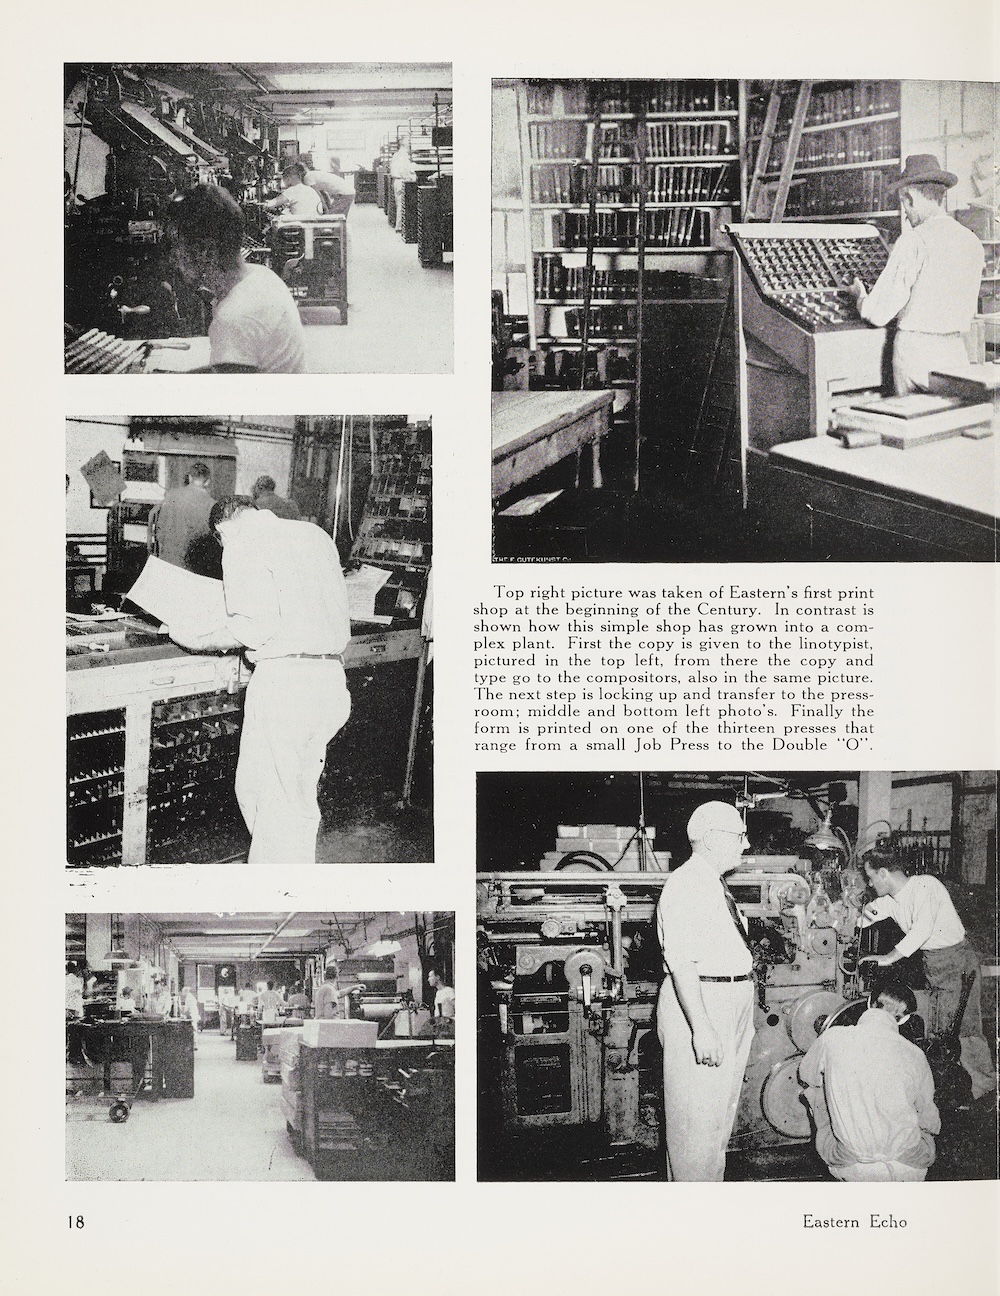 THE F. GUTEKUNST Co.
Top right picture was taken of Eastern's first print
shop at the beginning of the Century. In contrast is
shown how this simple shop has grown into a com-
plex plant. First the copy is given to the linotypist,
pictured in the top left, from there the copy and
type go to the compositors, also in the same picture.
The next step is locking up and transfer to the press-
room; middle and bottom left photo's. Finally the
form is printed on one of the thirteen presses that
range from a small Job Press to the Double "O".
18
Eastern Echo